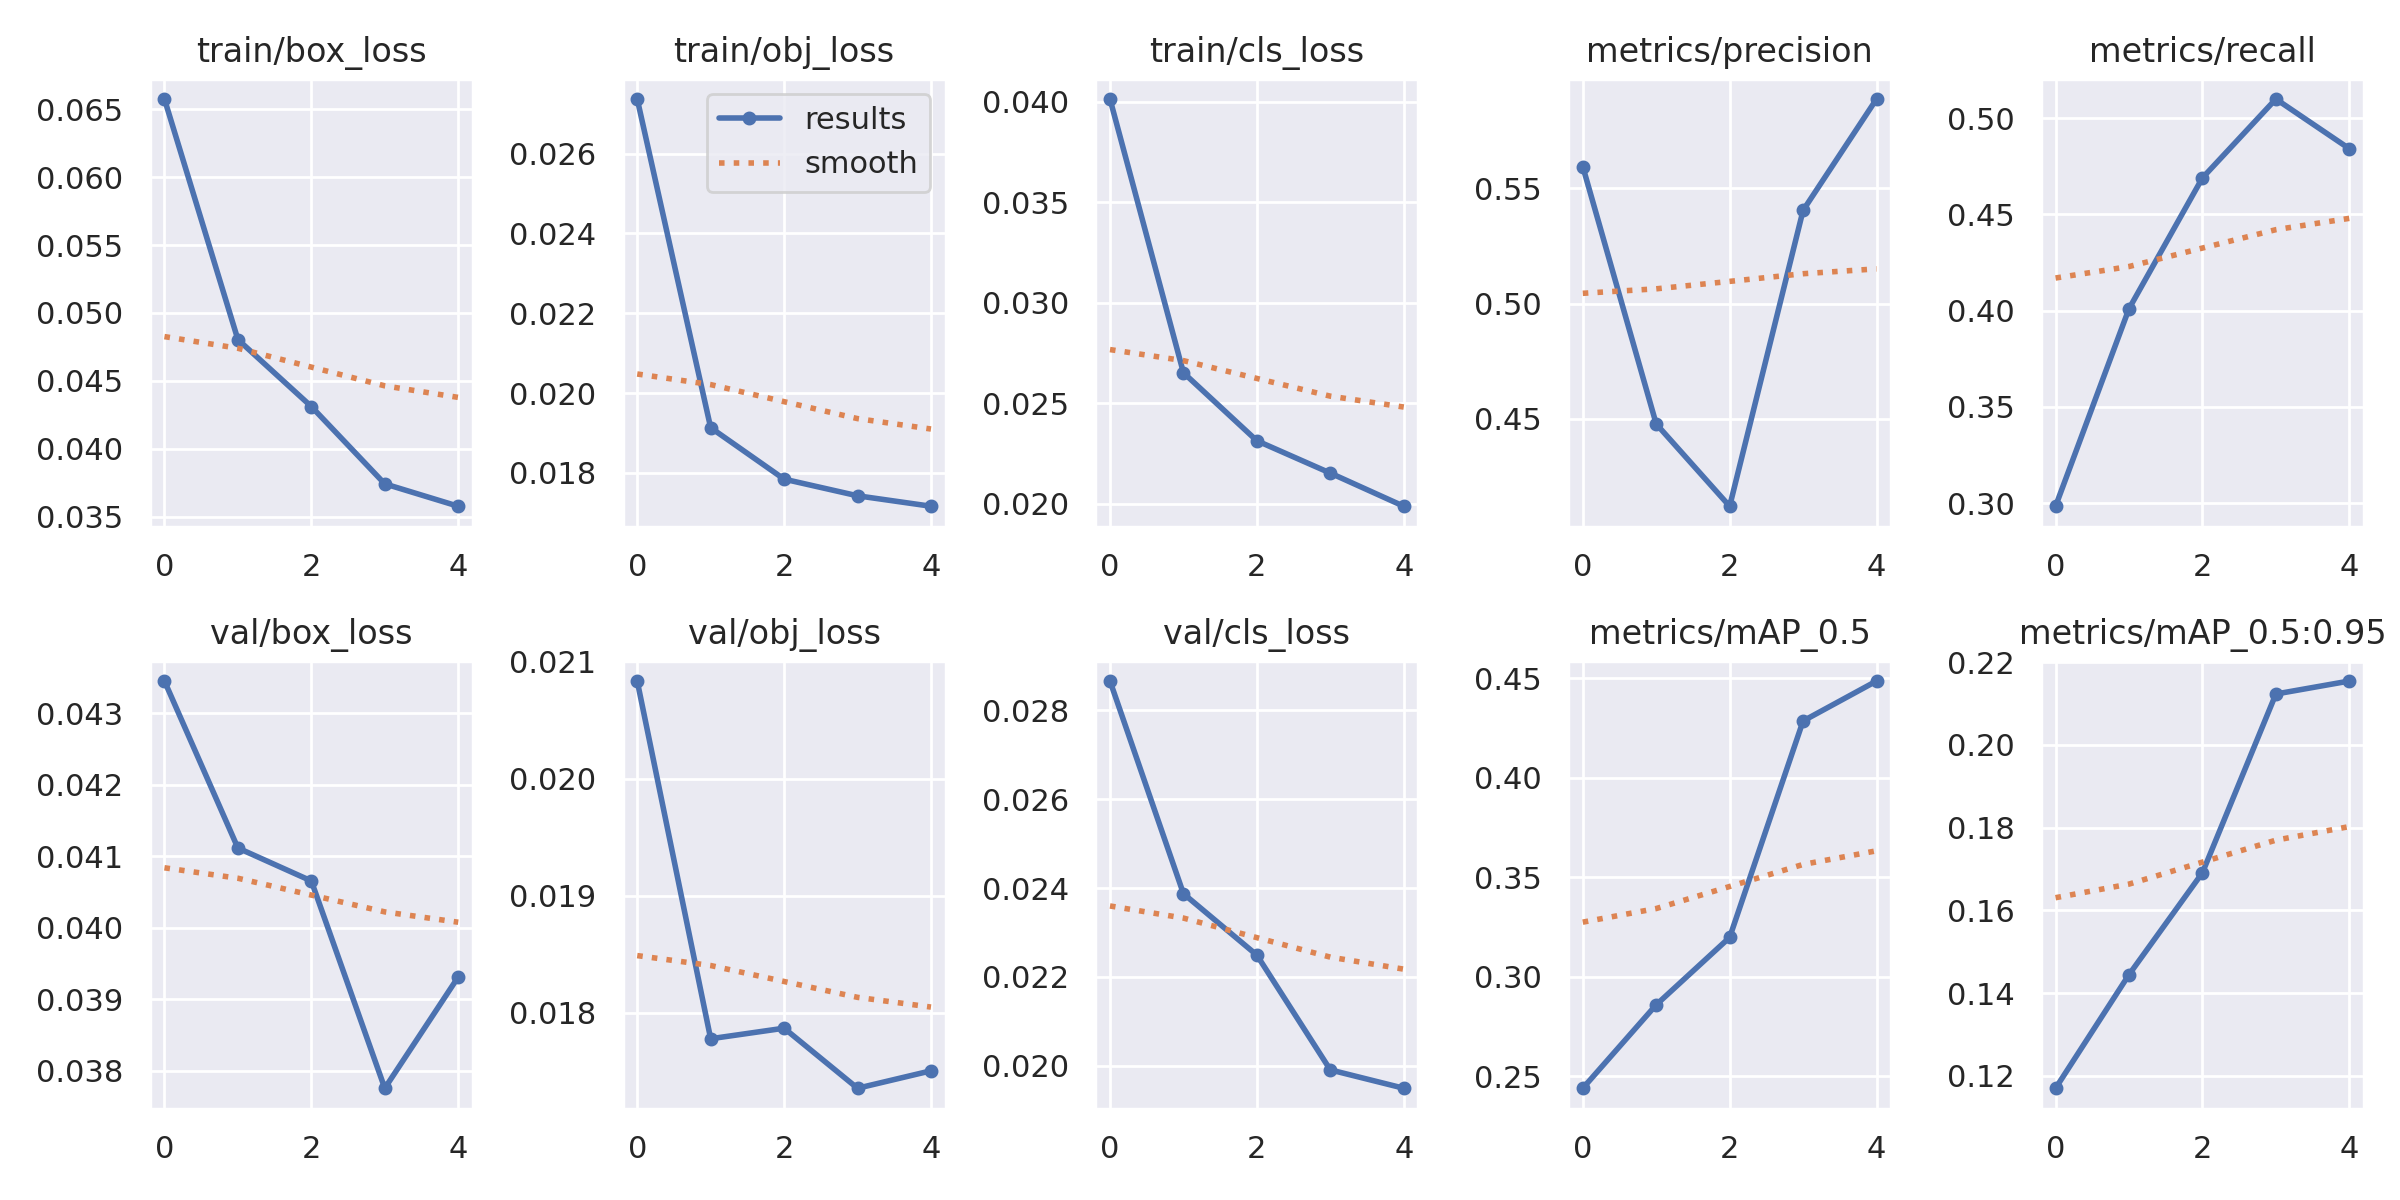 train/box_loss
0.065
0.060
0.055
0.050
0.045
0.040
0.035
0 2 4
train/obj_loss
results
smooth
0.026
0.024
0.022
0.020
0.018
0 2 4
train/cls_loss
0.040
0.035
0.030
0.025
0.020
0 2 4
metrics/precision
0.55
0.50
0.45
0 2 4
metrics/recall
0.50
0.45
0.40
0.35
0.30
0 2 4
val/box_loss
0.043
0.042
0.041
0.040
0.039
0.038
0 2 4
val/obj_loss
0.021
0.020
0.019
0.018
0 2 4
val/cls_loss
0.028
0.026
0.024
0.022
0.020
0 2 4
metrics/mAP_0.5
0.45
0.40
0.35
0.30
0.25
0 2 4
metrics/mAP_0.5:0.95
0.22
0.20
0.18
0.16
0.14
0.12
0 2 4